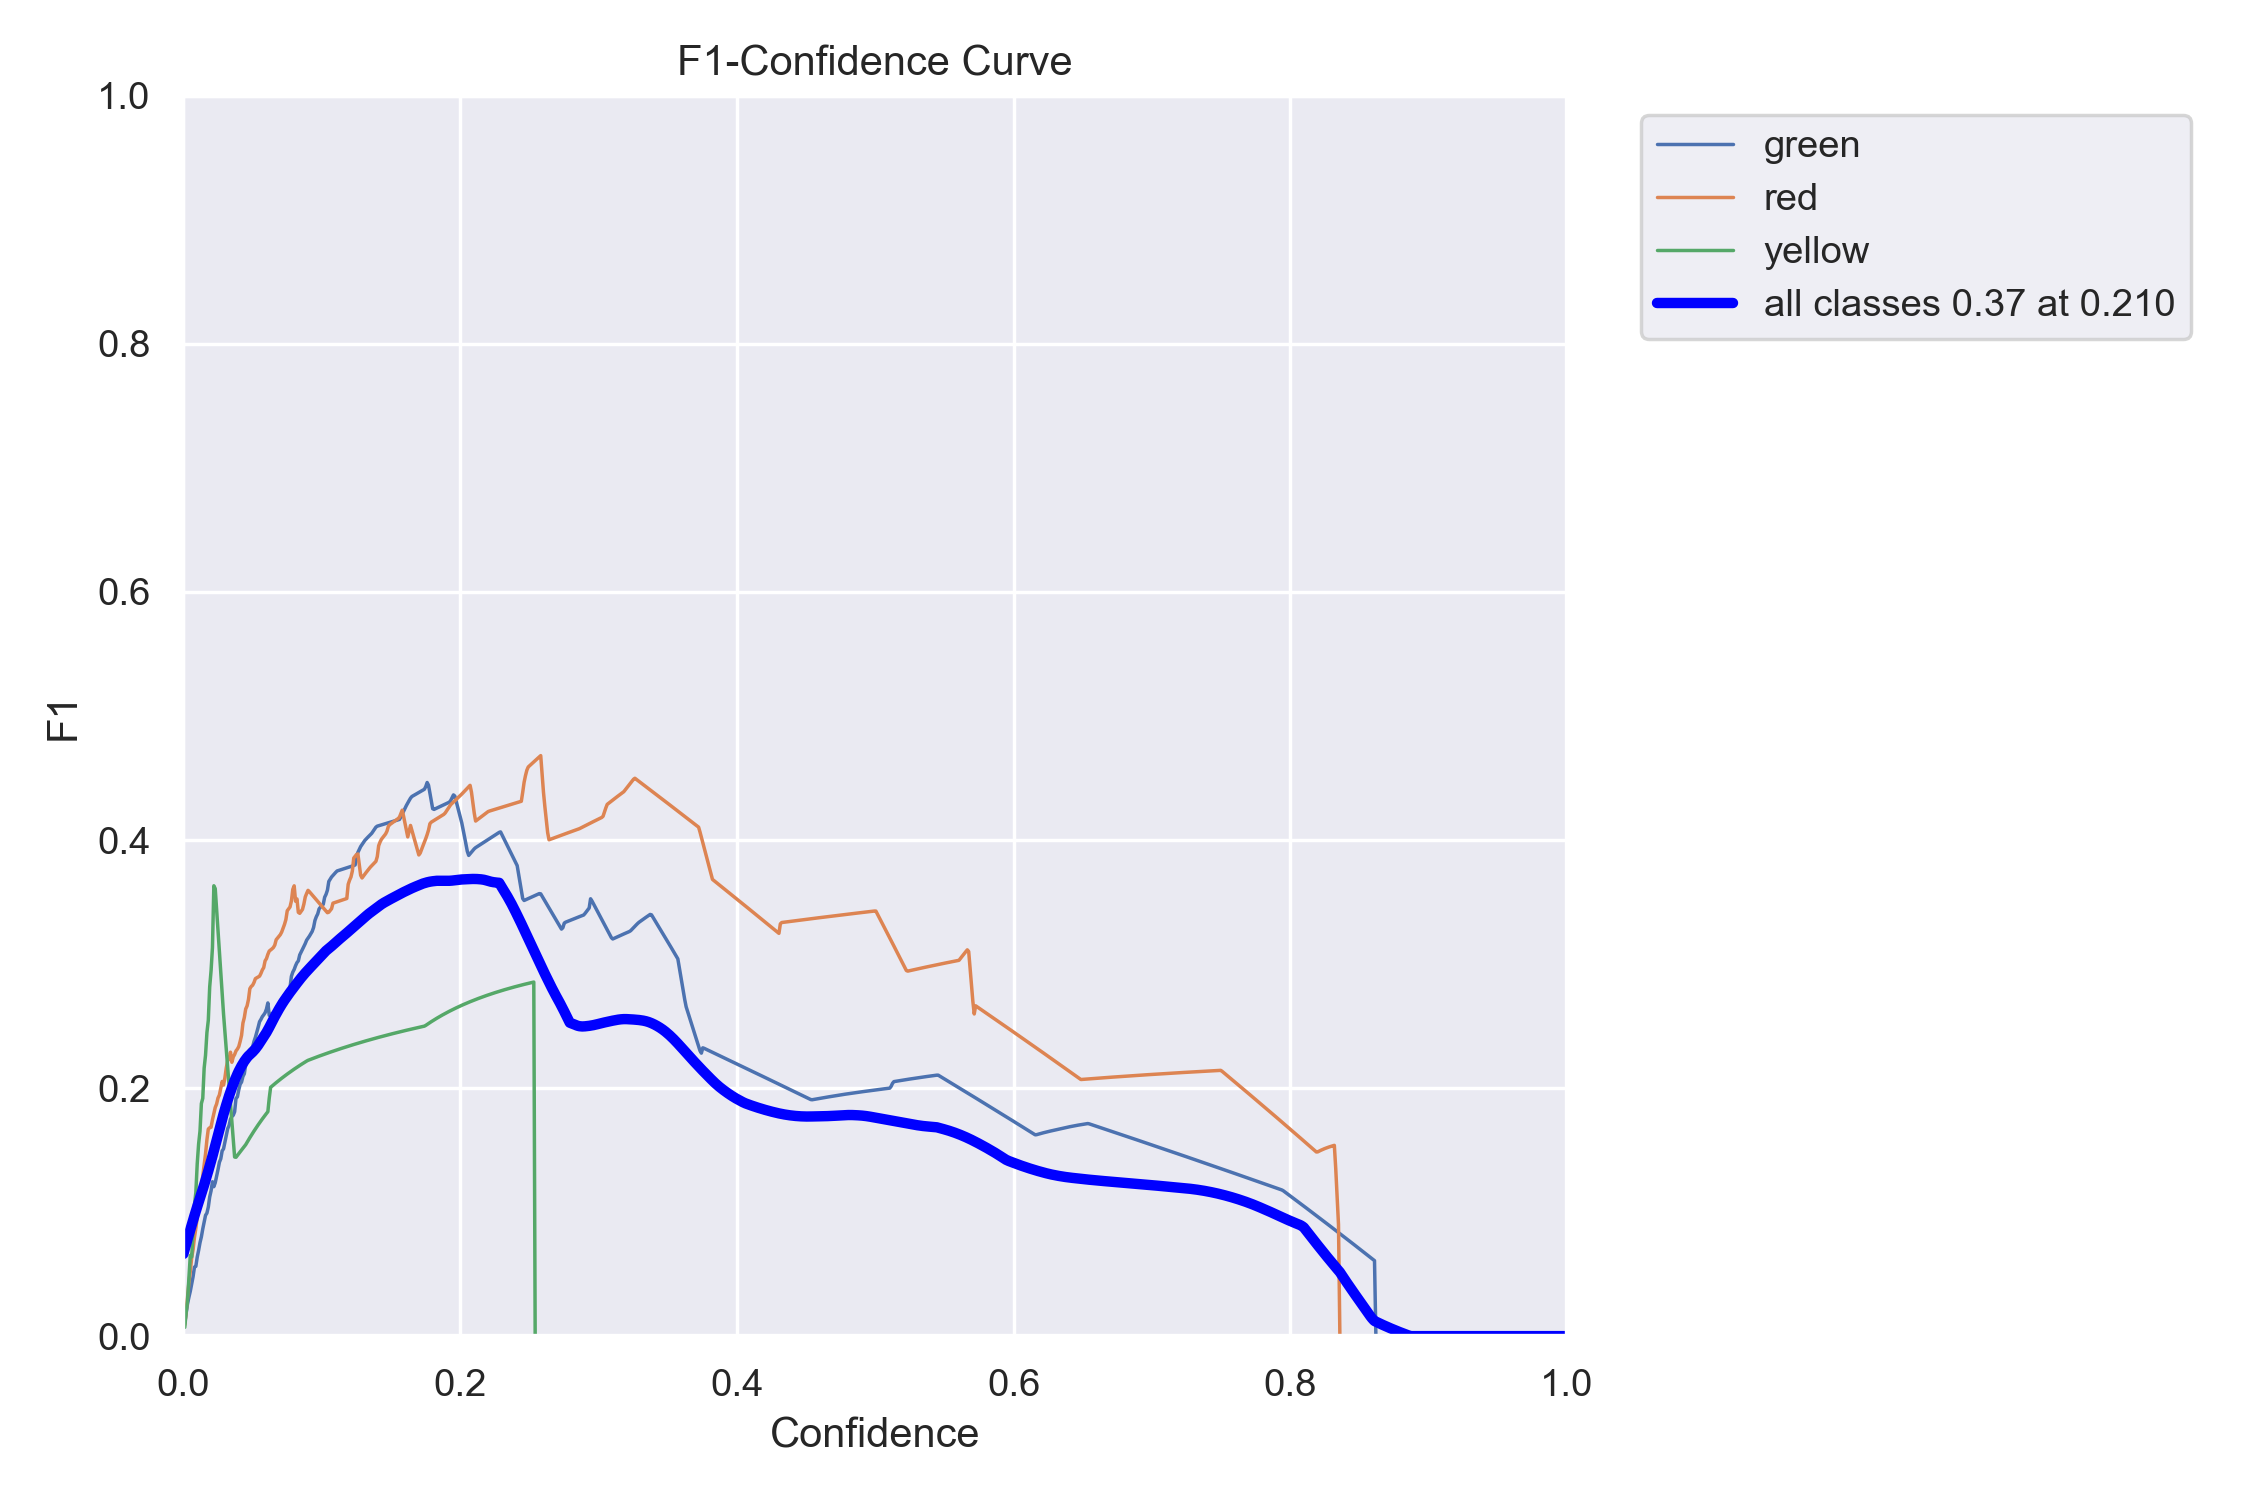 F1-Confidence Curve
1.0
0.8
0.6
0.4
0.2
0.0
F1
0.0 0.2 0.4 0.6 0.8 1.0
Confidence
green
red
yellow
all classes 0.37 at 0.210